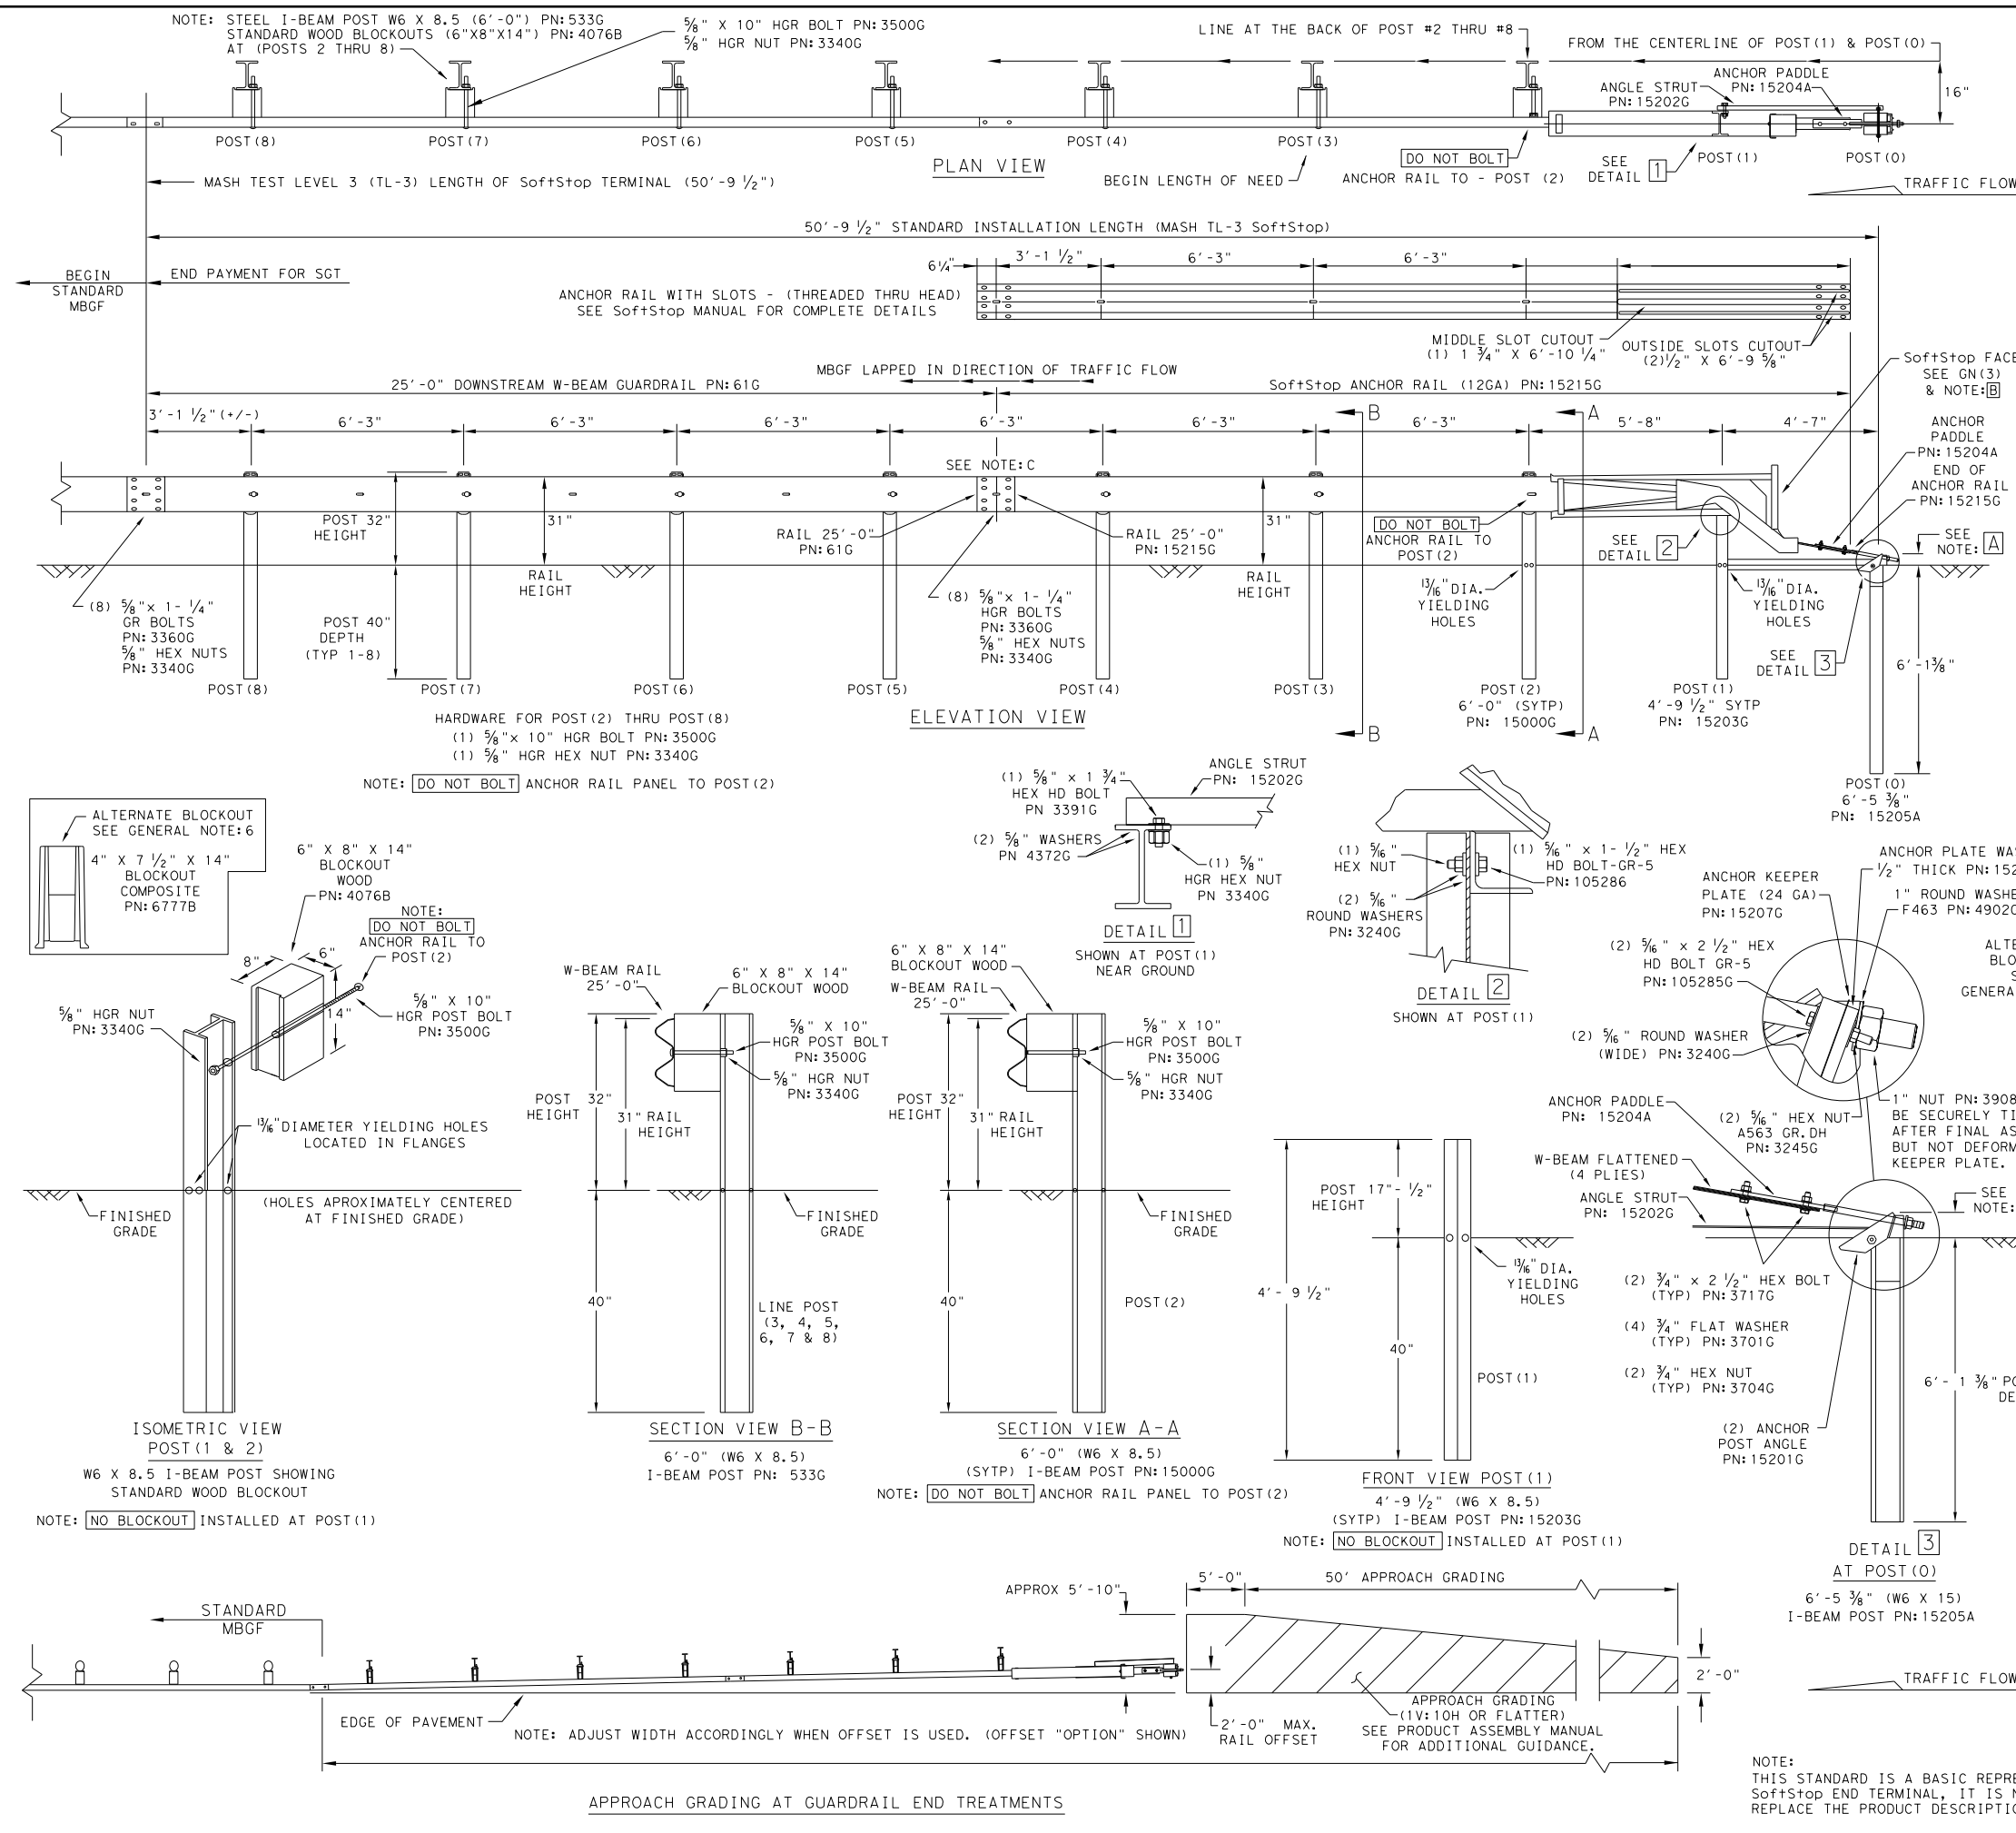 NOTE: STEEL I-BEAM POST W6 X 8.5 (6'-0") PN:533G
STANDARD WOOD BLOCKOUTS (6"X8"X14") PN:4076B
AT (POSTS 2 THRU 8)
5/8" X 10" HGR BOLT PN:3500G
5/8" HGR NUT PN:3340G
LINE AT THE BACK OF POST #2 THRU #8
FROM THE CENTERLINE OF POST(1) & POST(0)
ANCHOR PADDLE
PN:15204A
ANGLE STRUT
PN:15202G
16"
POST(8)
POST(7)
POST(6)
POST(5)
POST(4)
POST(3)
POST(1)
POST(0)
PLAN VIEW
DO NOT BOLT
ANCHOR RAIL TO - POST (2)
SEE
DETAIL 1
BEGIN LENGTH OF NEED
MASH TEST LEVEL 3 (TL-3) LENGTH OF SoftStop TERMINAL (50'-9 1/2")
TRAFFIC FLOW
50'-9 1/2" STANDARD INSTALLATION LENGTH (MASH TL-3 SoftStop)
BEGIN
STANDARD
MBGF
END PAYMENT FOR SGT
6 1/4"
3'-1 1/2"
6'-3"
6'-3"
ANCHOR RAIL WITH SLOTS - (THREADED THRU HEAD)
SEE SoftStop MANUAL FOR COMPLETE DETAILS
MIDDLE SLOT CUTOUT
(1) 1 3/4" X 6'-10 1/4"
OUTSIDE SLOTS CUTOUT
(2)1/2" X 6'-9 5/8"
SoftStop FACE
SEE GN(3)
& NOTE:B
MBGF LAPPED IN DIRECTION OF TRAFFIC FLOW
25'-0" DOWNSTREAM W-BEAM GUARDRAIL PN:61G
SoftStop ANCHOR RAIL (12GA) PN:15215G
3'-1 1/2"(+/-)
6'-3"
6'-3"
6'-3"
6'-3"
6'-3"
6'-3"
5'-8"
4'-7"
B
A
ANCHOR
PADDLE
PN:15204A
END OF
ANCHOR RAIL
PN:15215G
SEE NOTE:C
POST 32"
HEIGHT
31"
RAIL 25'-0"
PN:61G
RAIL 25'-0"
PN:15215G
31"
DO NOT BOLT
ANCHOR RAIL TO
POST(2)
SEE
DETAIL 2
SEE
NOTE: A
RAIL
HEIGHT
RAIL
HEIGHT
(8) 5/8"x 1- 1/4"
GR BOLTS
PN:3360G
5/8" HEX NUTS
PN:3340G
POST 40"
DEPTH
(TYP 1-8)
(8) 5/8"x 1- 1/4"
HGR BOLTS
PN:3360G
5/8" HEX NUTS
PN:3340G
13/16"DIA.
YIELDING
HOLES
13/16"DIA.
YIELDING
HOLES
SEE
DETAIL 3
6'-1 3/8"
POST(8)
POST(7)
POST(6)
POST(5)
POST(4)
POST(3)
POST(2)
6'-0" (SYTP)
PN: 15000G
POST(1)
4'-9 1/2" SYTP
PN: 15203G
HARDWARE FOR POST(2) THRU POST(8)
(1) 5/8"x 10" HGR BOLT PN:3500G
(1) 5/8" HGR HEX NUT PN:3340G
ELEVATION VIEW
B
A
NOTE: DO NOT BOLT ANCHOR RAIL PANEL TO POST(2)
POST(0)
6'-5 3/8"
PN: 15205A
ALTERNATE BLOCKOUT
SEE GENERAL NOTE:6
4" X 7 1/2" X 14"
BLOCKOUT
COMPOSITE
PN:6777B
6" X 8" X 14"
BLOCKOUT
WOOD
PN:4076B
NOTE:
DO NOT BOLT
ANCHOR RAIL TO
POST(2)
8"
6"
14"
5/8" HGR NUT
PN:3340G
5/8" X 10"
HGR POST BOLT
PN:3500G
13/16"DIAMETER YIELDING HOLES
LOCATED IN FLANGES
(HOLES APROXIMATELY CENTERED
AT FINISHED GRADE)
FINISHED
GRADE
ISOMETRIC VIEW
POST(1 & 2)
W6 X 8.5 I-BEAM POST SHOWING
STANDARD WOOD BLOCKOUT
NOTE: NO BLOCKOUT INSTALLED AT POST(1)
(1) 5/8" x 1 3/4"
HEX HD BOLT
PN 3391G
ANGLE STRUT
PN: 15202G
(2) 5/8" WASHERS
PN 4372G
(1) 5/8"
HGR HEX NUT
PN 3340G
DETAIL 1
SHOWN AT POST(1)
NEAR GROUND
(1) 5/16"
HEX NUT
(1) 5/16" x 1- 1/2" HEX
HD BOLT-GR-5
PN:105286
(2) 5/16"
ROUND WASHERS
PN:3240G
DETAIL 2
SHOWN AT POST(1)
ANCHOR PLATE WA
1/2" THICK PN:152
ANCHOR KEEPER
PLATE (24 GA)
PN:15207G
1" ROUND WASHE
F463 PN:4902G
(2) 5/16" x 2 1/2" HEX
HD BOLT GR-5
PN:105285G
ALTE
BLO
S
GENERA
(2) 5/16" ROUND WASHER
(WIDE) PN:3240G
1" NUT PN:3908
BE SECURELY TI
AFTER FINAL AS
BUT NOT DEFORM
KEEPER PLATE.
(2) 5/16" HEX NUT
A563 GR.DH
PN:3245G
ANCHOR PADDLE
PN: 15204A
W-BEAM FLATTENED
(4 PLIES)
ANGLE STRUT
PN: 15202G
SEE
NOTE:
(2) 3/4" x 2 1/2" HEX BOLT
(TYP) PN:3717G
(4) 3/4" FLAT WASHER
(TYP) PN:3701G
(2) 3/4" HEX NUT
(TYP) PN:3704G
(2) ANCHOR
POST ANGLE
PN:15201G
6'- 1 3/8" PO
DE
DETAIL 3
AT POST(0)
6'-5 3/8" (W6 X 15)
I-BEAM POST PN:15205A
W-BEAM RAIL
25'-0"
6" X 8" X 14"
BLOCKOUT WOOD
5/8" X 10"
HGR POST BOLT
PN:3500G
5/8" HGR NUT
PN:3340G
POST 32"
HEIGHT
31" RAIL
HEIGHT
FINISHED
GRADE
40"
LINE POST
(3, 4, 5,
6, 7 & 8)
SECTION VIEW B-B
6'-0" (W6 X 8.5)
I-BEAM POST PN: 533G
6" X 8" X 14"
BLOCKOUT WOOD
W-BEAM RAIL
25'-0"
5/8" X 10"
HGR POST BOLT
PN:3500G
5/8" HGR NUT
PN:3340G
POST 32"
HEIGHT
31" RAIL
HEIGHT
FINISHED
GRADE
40"
POST(2)
SECTION VIEW A-A
6'-0" (W6 X 8.5)
(SYTP) I-BEAM POST PN:15000G
NOTE: DO NOT BOLT ANCHOR RAIL PANEL TO POST(2)
POST 17"- 1/2"
HEIGHT
13/16"DIA.
YIELDING
HOLES
4'- 9 1/2"
40"
POST(1)
FRONT VIEW POST(1)
4'-9 1/2" (W6 X 8.5)
(SYTP) I-BEAM POST PN:15203G
NOTE: NO BLOCKOUT INSTALLED AT POST(1)
STANDARD
MBGF
APPROX 5'-10"
5'-0"
50' APPROACH GRADING
2'-0"
TRAFFIC FLOW
EDGE OF PAVEMENT
NOTE: ADJUST WIDTH ACCORDINGLY WHEN OFFSET IS USED. (OFFSET "OPTION" SHOWN)
2'-0" MAX.
RAIL OFFSET
APPROACH GRADING
(1V:10H OR FLATTER)
SEE PRODUCT ASSEMBLY MANUAL
FOR ADDITIONAL GUIDANCE.
APPROACH GRADING AT GUARDRAIL END TREATMENTS
NOTE:
THIS STANDARD IS A BASIC REPRE
SoftStop END TERMINAL, IT IS N
REPLACE THE PRODUCT DESCRIPTIO